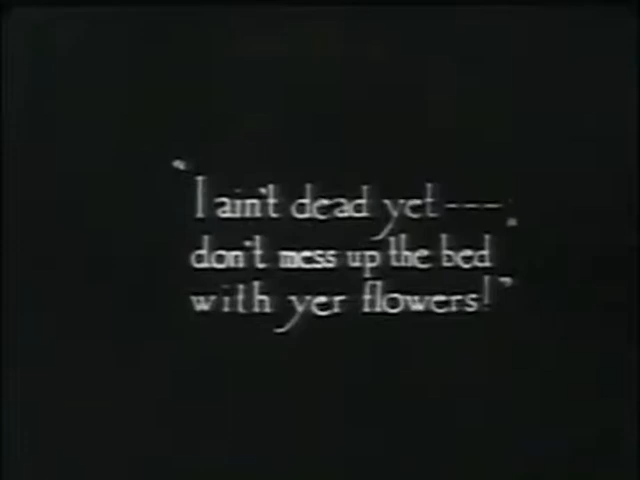 "I ain't dead yet---;
don't mess up the bed
with yer flowers!"